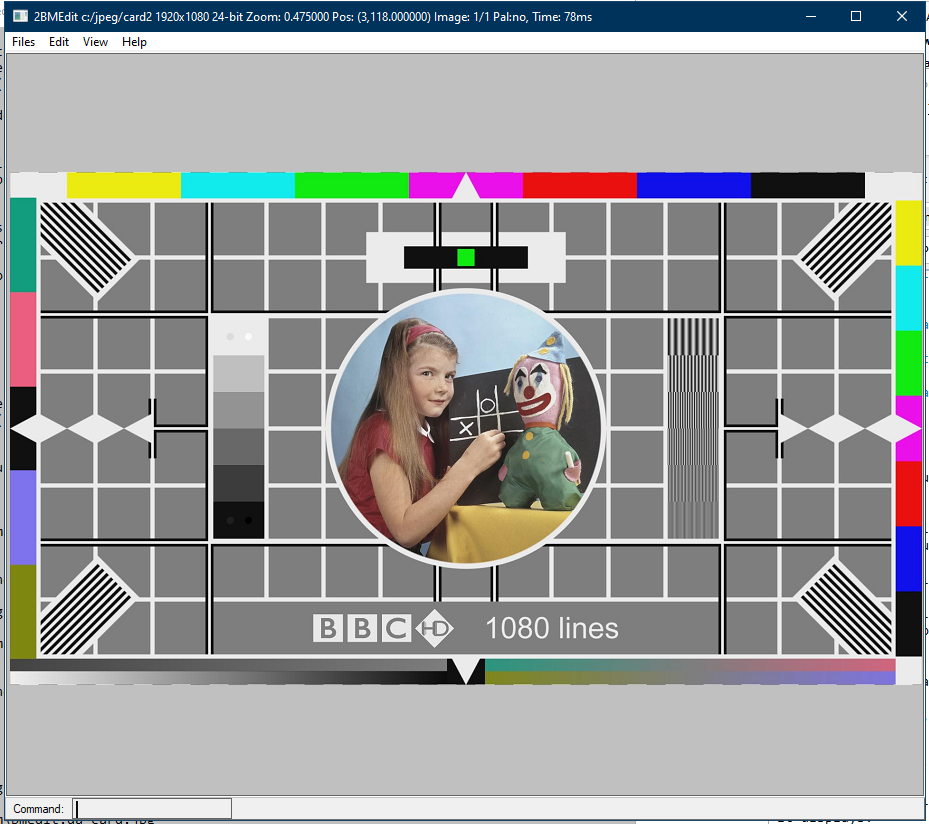 2BMEdit c:/jpeg/card2 1920x1080 24-bit Zoom: 0.475000 Pos: (3,118.000000) Image: 1/1 Pal:no, Time: 78ms
Files Edit View Help
X O
BBC HD 1080 lines
Command: